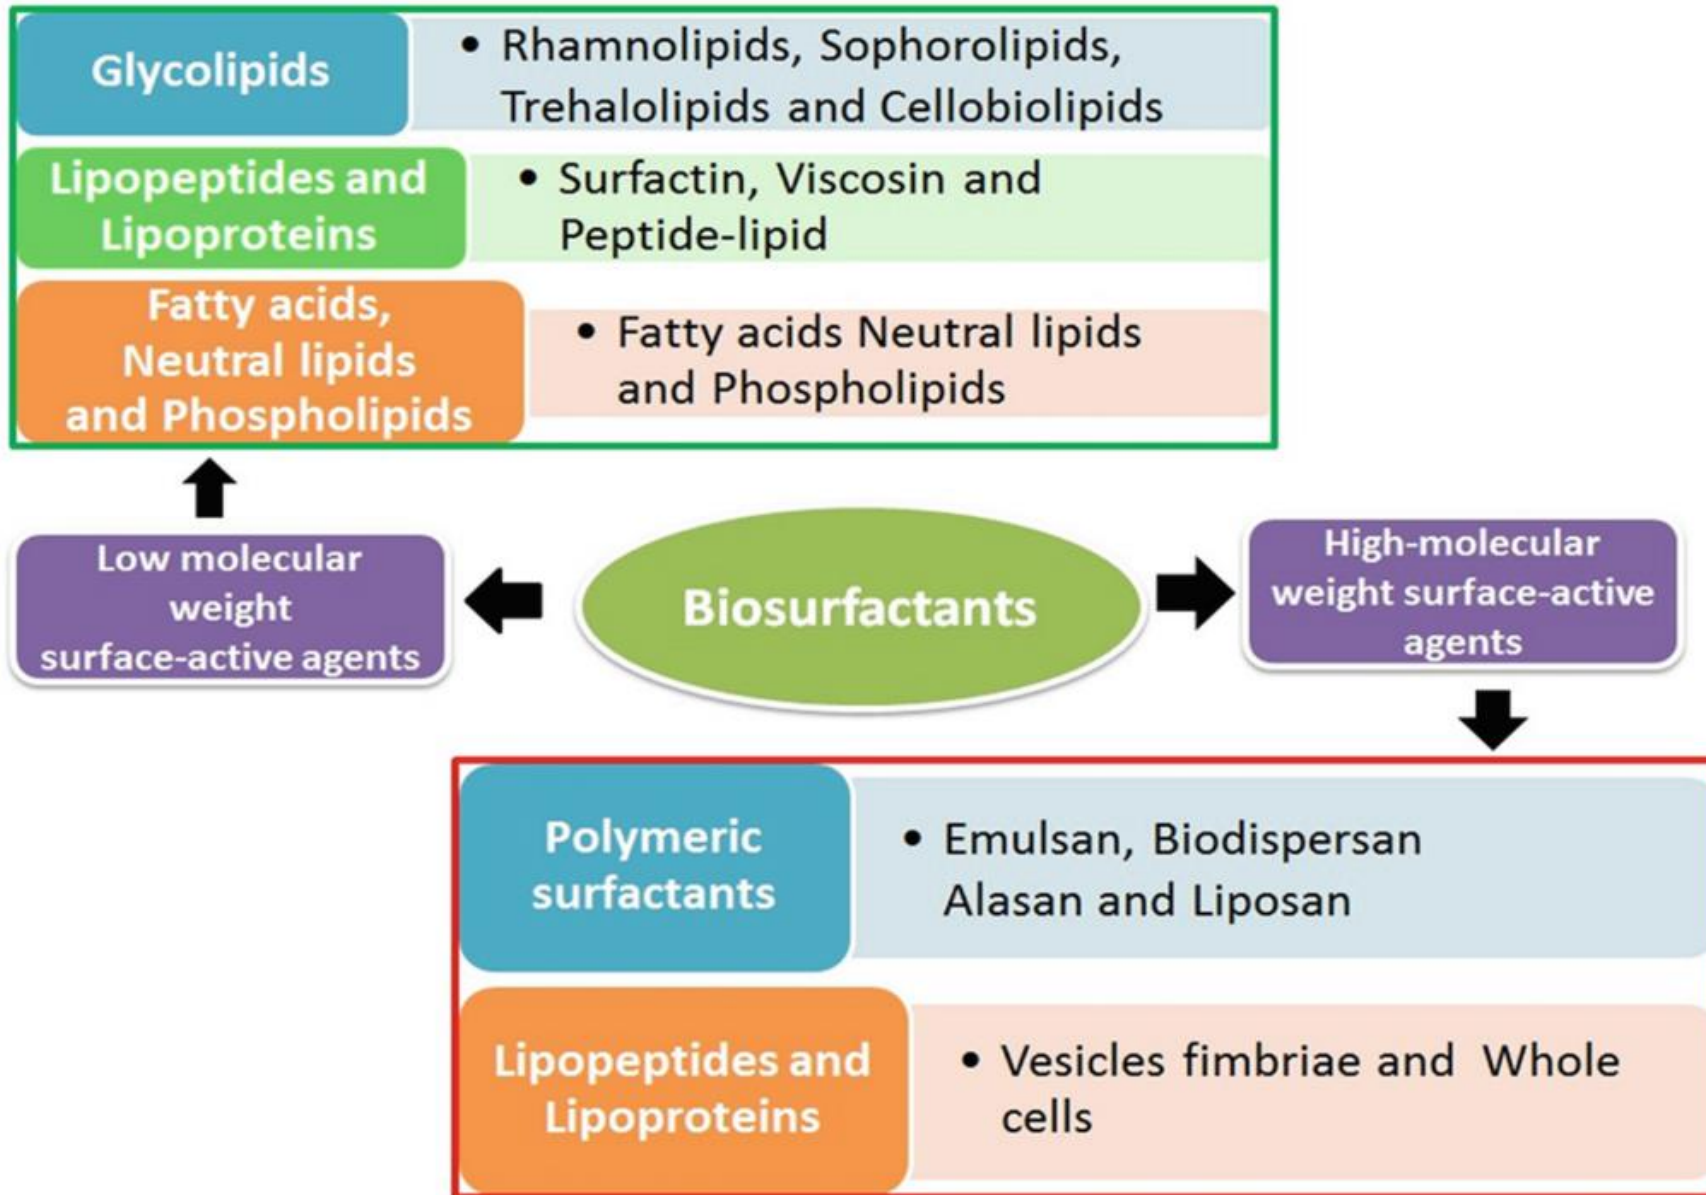 Glycolipids
• Rhamnolipids, Sophorolipids,
Trehalolipids and Cellobiolipids
Lipopeptides and
Lipoproteins
• Surfactin, Viscosin and
Peptide-lipid
Fatty acids,
Neutral lipids
and Phospholipids
• Fatty acids Neutral lipids
and Phospholipids
Low molecular
weight
surface-active agents
Biosurfactants
High-molecular
weight surface-active
agents
Polymeric
surfactants
• Emulsan, Biodispersan
Alasan and Liposan
Lipopeptides and
Lipoproteins
• Vesicles fimbriae and Whole
cells